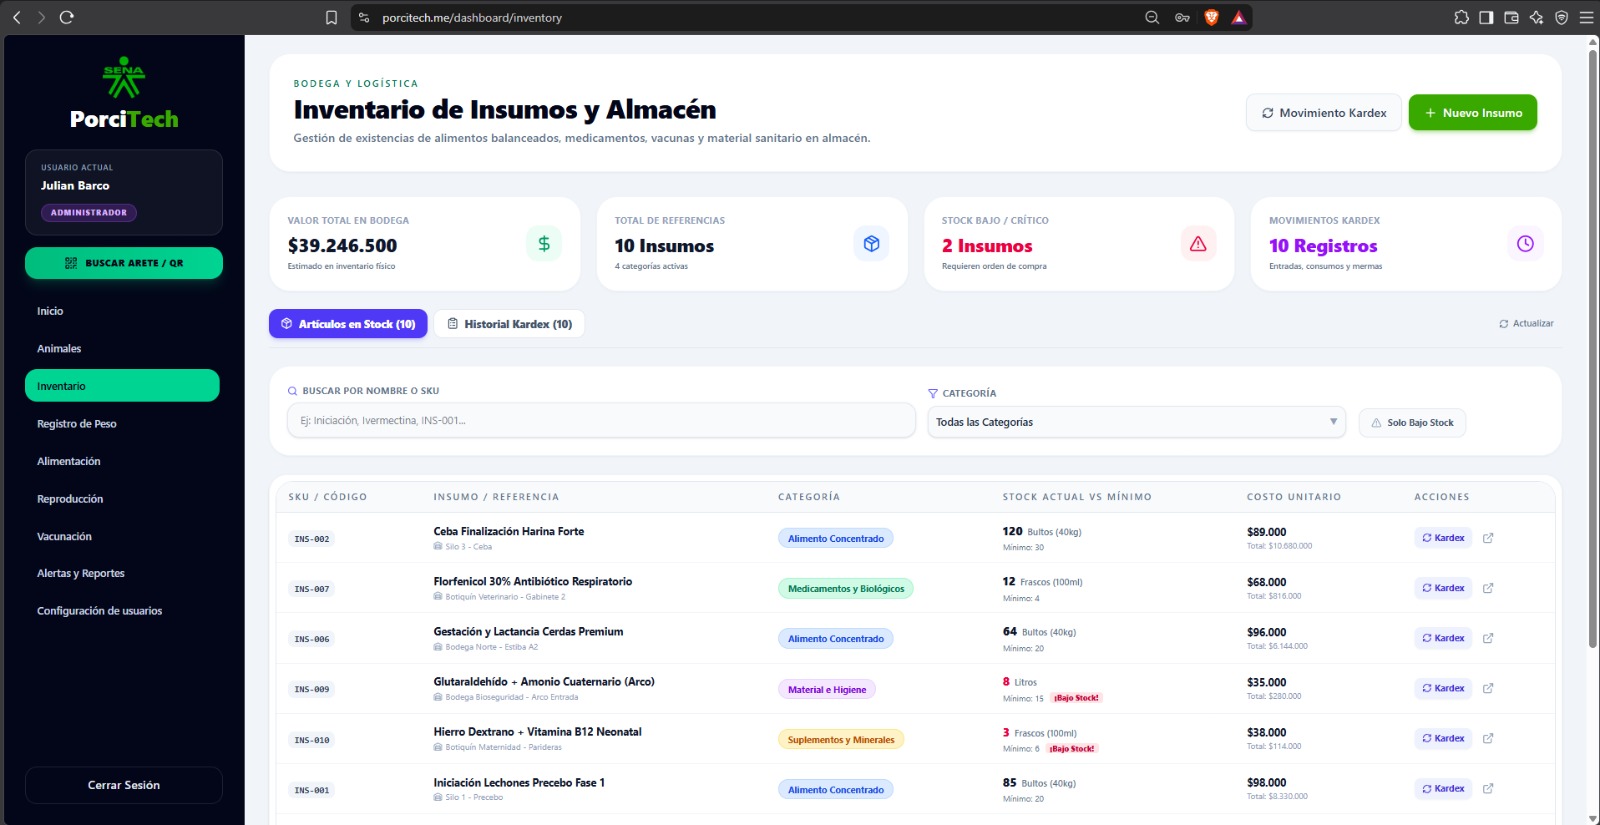 porcitech.me/dashboard/inventory
SENA
PorciTech
USUARIO ACTUAL
Julian Barco
ADMINISTRADOR
BUSCAR ARETE / QR
Inicio
Animales
Inventario
Registro de Peso
Alimentación
Reproducción
Vacunación
Alertas y Reportes
Configuración de usuarios
Cerrar Sesión
BODEGA Y LOGÍSTICA
Inventario de Insumos y Almacén
Gestión de existencias de alimentos balanceados, medicamentos, vacunas y material sanitario en almacén.
Movimiento Kardex
+ Nuevo Insumo
VALOR TOTAL EN BODEGA
$39.246.500
Estimado en inventario físico
$
TOTAL DE REFERENCIAS
10 Insumos
4 categorías activas
STOCK BAJO / CRÍTICO
2 Insumos
Requieren orden de compra
MOVIMIENTOS KARDEX
10 Registros
Entradas, consumos y mermas
Artículos en Stock (10)
Historial Kardex (10)
Actualizar
BUSCAR POR NOMBRE O SKU
Ej: Iniciación, Ivermectina, INS-001...
CATEGORÍA
Todas las Categorías
Solo Bajo Stock
SKU / CÓDIGO INSUMO / REFERENCIA CATEGORÍA STOCK ACTUAL VS MÍNIMO COSTO UNITARIO ACCIONES
INS-002 Ceba Finalización Harina Forte Alimento Concentrado 120 Bultos (40kg) $89.000 Kardex
Silo 3 - Ceba Mínimo: 30 Total: $10.680.000
INS-007 Florfenicol 30% Antibiótico Respiratorio Medicamentos y Biológicos 12 Frascos (100ml) $68.000 Kardex
Botiquín Veterinario - Gabinete 2 Mínimo: 4 Total: $816.000
INS-006 Gestación y Lactancia Cerdas Premium Alimento Concentrado 64 Bultos (40kg) $96.000 Kardex
Bodega Norte - Estiba A2 Mínimo: 20 Total: $6.144.000
INS-009 Glutaraldehído + Amonio Cuaternario (Arco) Material e Higiene 8 Litros $35.000 Kardex
Bodega Bioseguridad - Arco Entrada Mínimo: 15 ¡Bajo Stock! Total: $280.000
INS-010 Hierro Dextrano + Vitamina B12 Neonatal Suplementos y Minerales 3 Frascos (100ml) $38.000 Kardex
Botiquín Maternidad - Parideras Mínimo: 6 ¡Bajo Stock! Total: $114.000
INS-001 Iniciación Lechones Precebo Fase 1 Alimento Concentrado 85 Bultos (40kg) $98.000 Kardex
Silo 1 - Precebo Mínimo: 20 Total: $8.330.000